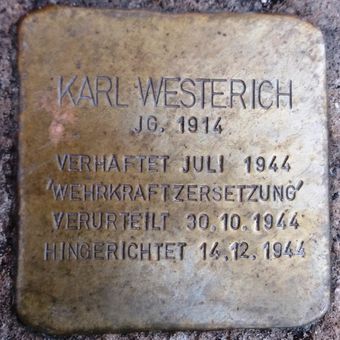 KARL WESTERICH
JG. 1914
VERHAFTET JULI 1944
'WEHRKRAFTZERSETZUNG'
VERURTEILT 30.10.1944
HINGERICHTET 14.12.1944